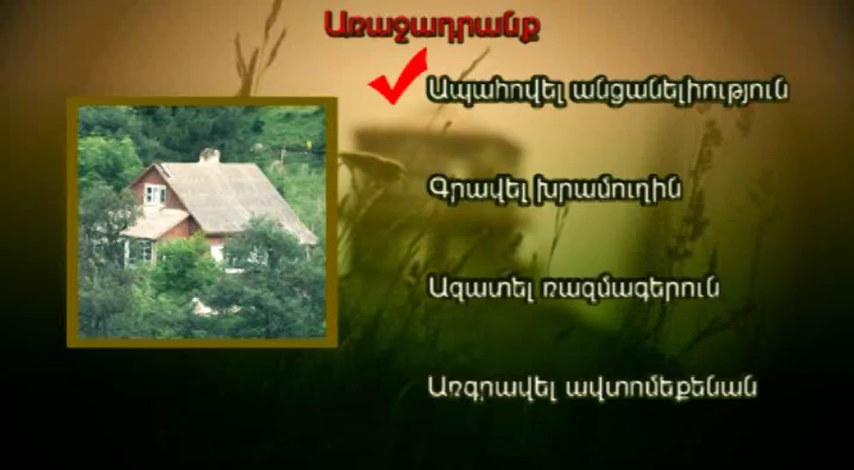 Առաջադրանք
Ապահովել անցանելիություն
Գրավել խրամուղին
Ազատել ռազմագերուն
Առգրավել ավտոմեքենան